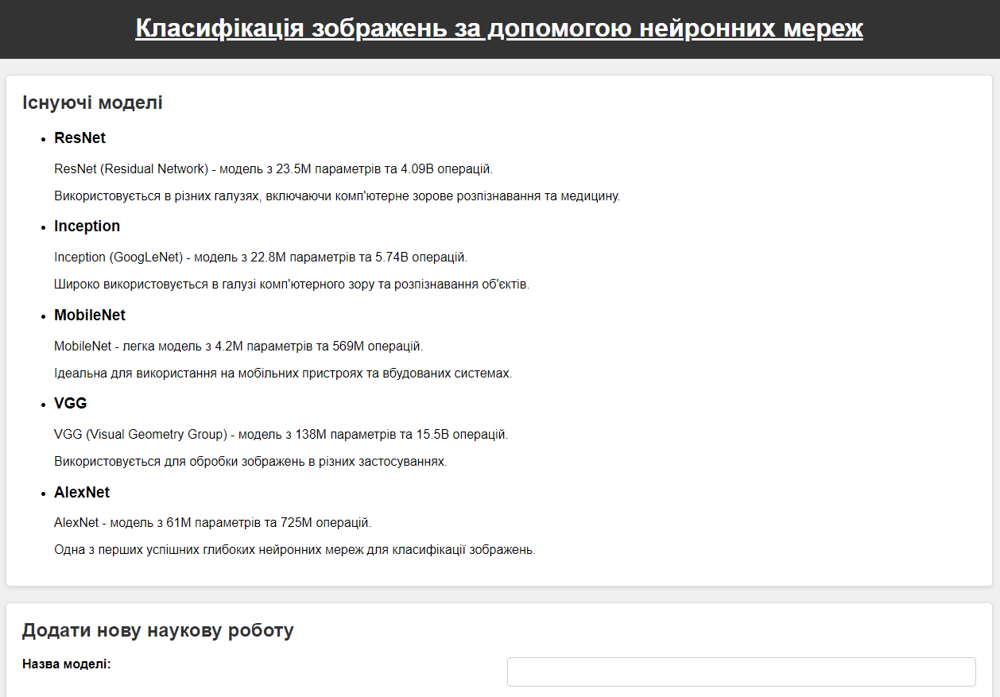 Класифікація зображень за допомогою нейронних мереж
Існуючі моделі
ResNet
ResNet (Residual Network) - модель з 23.5M параметрів та 4.09B операцій.
Використовується в різних галузях, включаючи комп'ютерне зорове розпізнавання та медицину.
Inception
Inception (GoogLeNet) - модель з 22.8M параметрів та 5.74B операцій.
Широко використовується в галузі комп'ютерного зору та розпізнавання об'єктів.
MobileNet
MobileNet - легка модель з 4.2M параметрів та 569M операцій.
Ідеальна для використання на мобільних пристроях та вбудованих системах.
VGG
VGG (Visual Geometry Group) - модель з 138M параметрів та 15.5B операцій.
Використовується для обробки зображень в різних застосуваннях.
AlexNet
AlexNet - модель з 61M параметрів та 725M операцій.
Одна з перших успішних глибоких нейронних мереж для класифікації зображень.
Додати нову наукову роботу
Назва моделі: